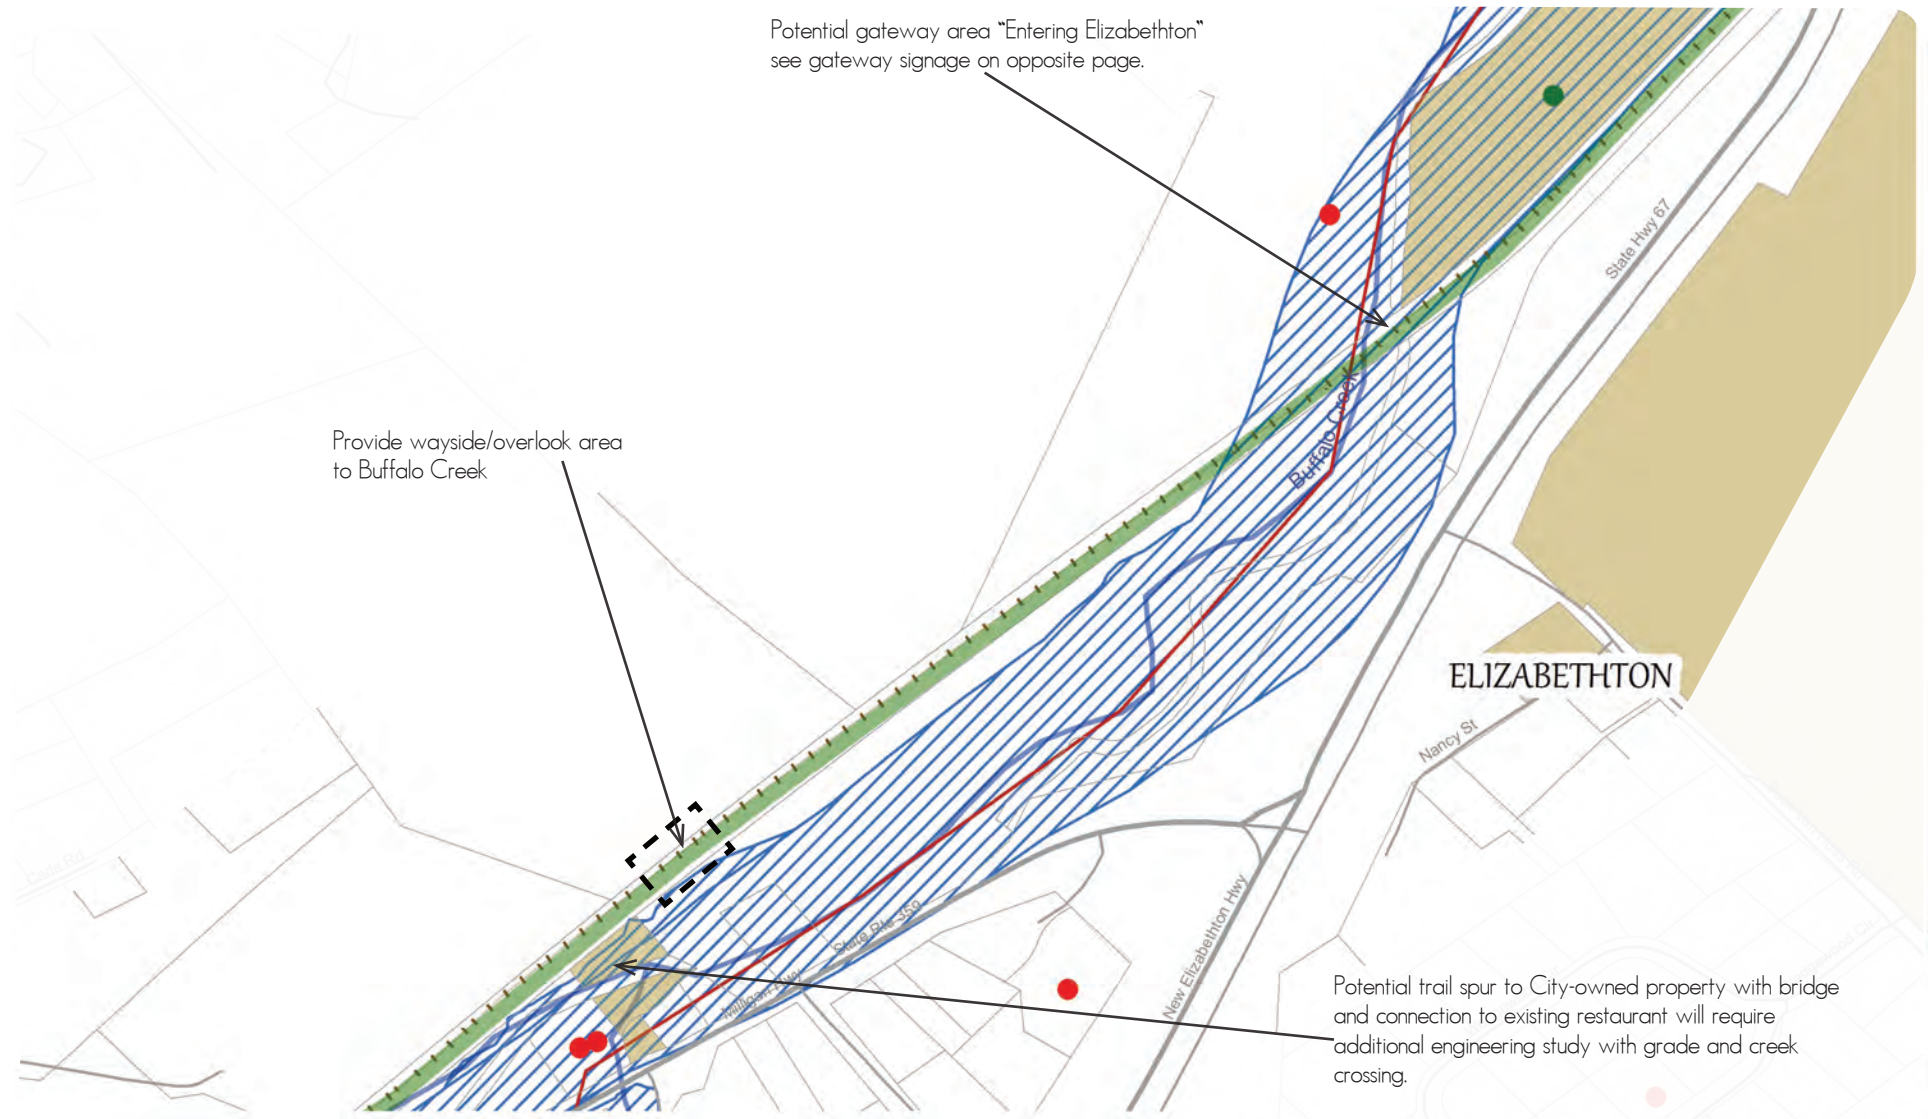 Potential gateway area "Entering Elizabethton"
see gateway signage on opposite page.
State Hwy 67
Buffalo Creek
Provide wayside/overlook area
to Buffalo Creek
ELIZABETHTON
Nancy St
State Rte 359
Milligan Hwy
New Elizabethton Hwy
Potential trail spur to City-owned property with bridge
and connection to existing restaurant will require
additional engineering study with grade and creek
crossing.